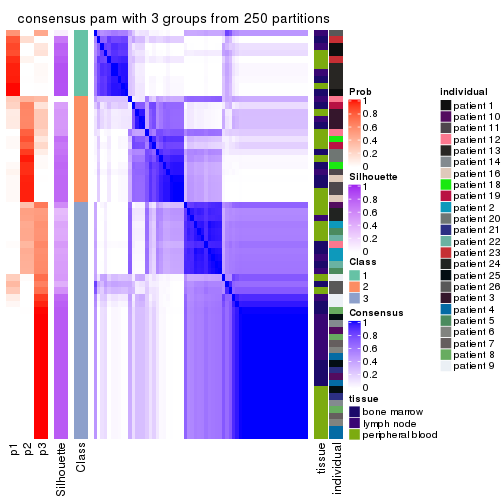 consensus pam with 3 groups from 250 partitions
Prob
1
0.8
0.6
0.4
0.2
0
Silhouette
1
0.8
0.6
0.4
0.2
0
Class
1
2
3
Consensus
1
0.8
0.6
0.4
0.2
0
tissue
bone marrow
lymph node
peripheral blood
individual
patient 1
patient 10
patient 11
patient 12
patient 13
patient 14
patient 16
patient 18
patient 19
patient 2
patient 20
patient 21
patient 22
patient 23
patient 24
patient 25
patient 26
patient 3
patient 4
patient 5
patient 6
patient 7
patient 8
patient 9
p1
p2
p3
Silhouette
Class
tissue
individual